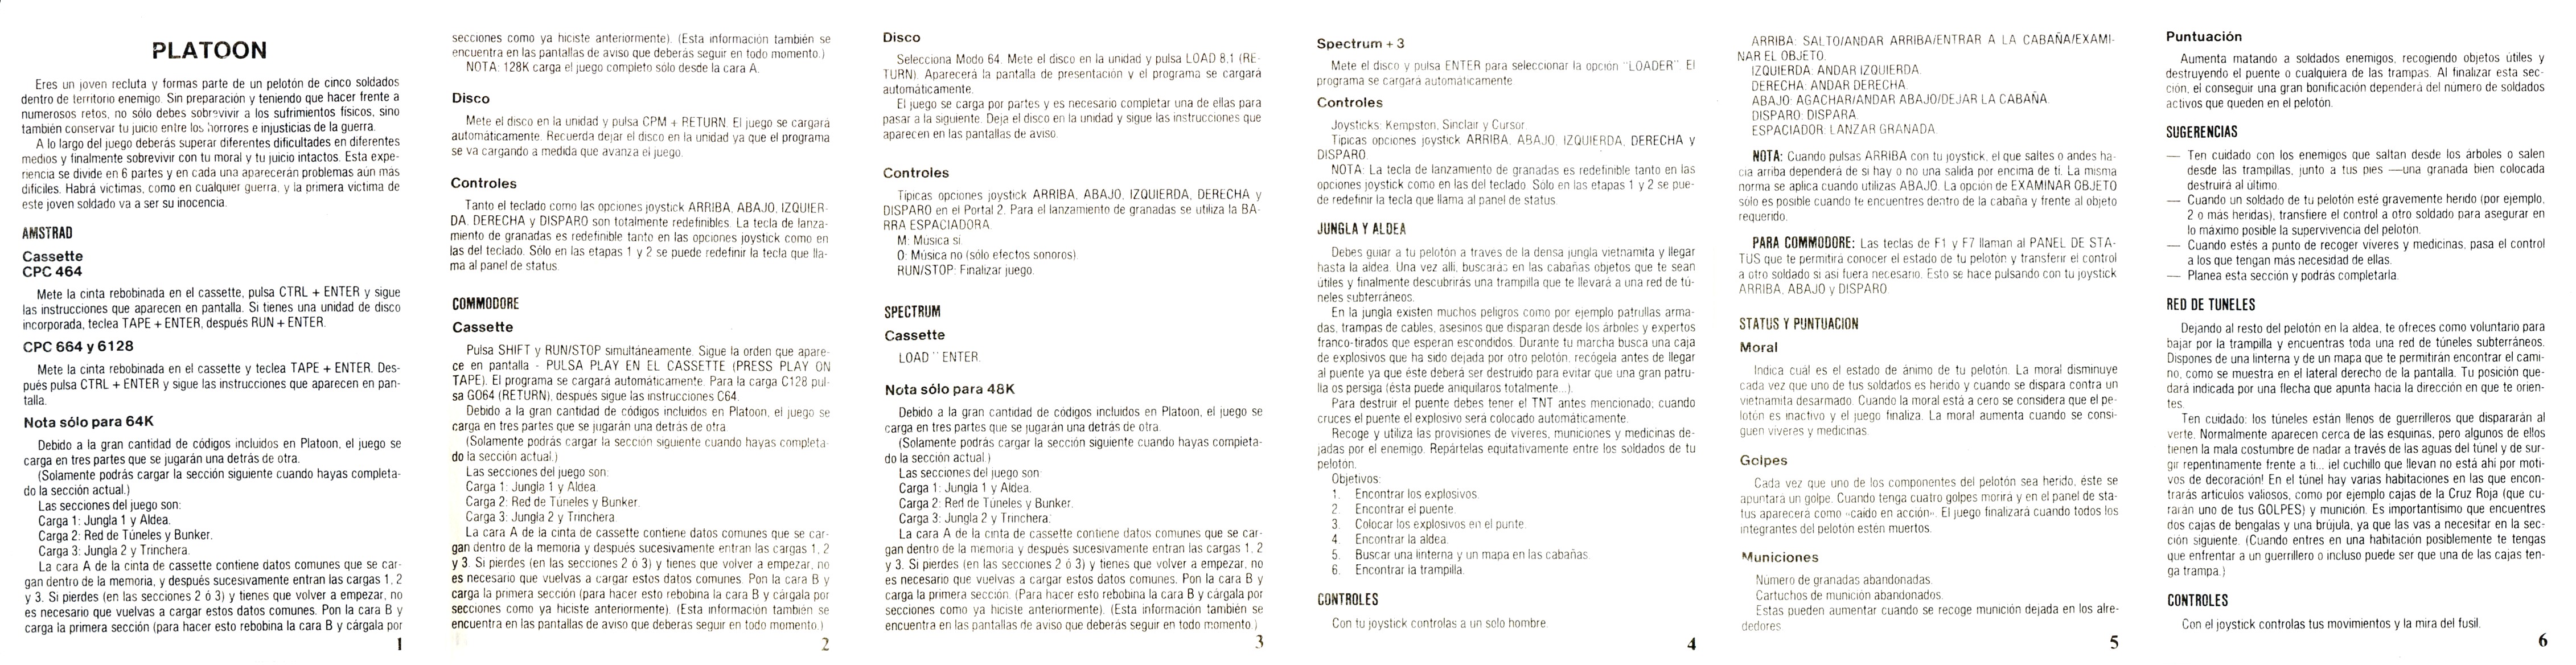 PLATOON
Eres un joven recluta y formas parte de un pelotón de cinco soldados
dentro de territorio enemigo. Sin preparación y teniendo que hacer frente a
numerosos retos, no sólo debes sobrevivir a los sufrimientos físicos, sino
también conservar tu juicio entre los horrores e injusticias de la guerra.
A lo largo del juego deberás superar diferentes dificultades en diferentes
medios y finalmente sobrevivir con tu moral y tu juicio intactos. Esta expe-
riencia se divide en 6 partes y en cada una aparecerán problemas aún más
difíciles. Habrá víctimas, como en cualquier guerra, y la primera víctima de
este joven soldado va a ser su inocencia.
AMSTRAD
Cassette
CPC 464
Mete la cinta rebobinada en el cassette, pulsa CTRL + ENTER y sigue
las instrucciones que aparecen en pantalla. Si tienes una unidad de disco
incorporada, teclea TAPE + ENTER, después RUN + ENTER.
CPC 664 y 6128
Mete la cinta rebobinada en el cassette y teclea TAPE + ENTER. Des-
pués pulsa CTRL + ENTER y sigue las instrucciones que aparecen en pan-
talla.
Nota sólo para 64K
Debido a la gran cantidad de códigos incluidos en Platoon, el juego se
carga en tres partes que se jugarán una detrás de otra.
(Solamente podrás cargar la sección siguiente cuando hayas completa-
do la sección actual.)
Las secciones del juego son:
Carga 1: Jungla 1 y Aldea.
Carga 2: Red de Túneles y Bunker.
Carga 3: Jungla 2 y Trinchera.
La cara A de la cinta de cassette contiene datos comunes que se car-
gan dentro de la memoria, y después sucesivamente entran las cargas 1, 2
y 3. Si pierdes (en las secciones 2 ó 3) y tienes que volver a empezar, no
es necesario que vuelvas a cargar estos datos comunes. Pon la cara B y
carga la primera sección (para hacer esto rebobina la cara B y cárgala por
1
secciones como ya hiciste anteriormente). (Esta información también se
encuentra en las pantallas de aviso que deberás seguir en todo momento.)
NOTA: 128K carga el juego completo sólo desde la cara A.
Disco
Mete el disco en la unidad y pulsa CPM + RETURN. El juego se cargará
automáticamente. Recuerda dejar el disco en la unidad ya que el programa
se va cargando a medida que avanza el juego.
Controles
Tanto el teclado como las opciones joystick ARRIBA, ABAJO, IZQUIER-
DA, DERECHA y DISPARO son totalmente redefinibles. La tecla de lanza-
miento de granadas es redefinible tanto en las opciones joystick como en
las del teclado. Sólo en las etapas 1 y 2 se puede redefinir la tecla que lla-
ma al panel de status.
COMMODORE
Cassette
Pulsa SHIFT y RUN/STOP simultáneamente. Sigue la orden que apare-
ce en pantalla - PULSA PLAY EN EL CASSETTE (PRESS PLAY ON
TAPE). El programa se cargará automáticamente. Para la carga C128 pul-
sa GO64 (RETURN), después sigue las instrucciones C64.
Debido a la gran cantidad de códigos incluidos en Platoon, el juego se
carga en tres partes que se jugarán una detrás de otra.
(Solamente podrás cargar la sección siguiente cuando hayas completa-
do la sección actual.)
Las secciones del juego son:
Carga 1: Jungla 1 y Aldea.
Carga 2: Red de Túneles y Bunker.
Carga 3: Jungla 2 y Trinchera.
La cara A de la cinta de cassette contiene datos comunes que se car-
gan dentro de la memoria y después sucesivamente entran las cargas 1, 2
y 3. Si pierdes (en las secciones 2 ó 3) y tienes que volver a empezar, no
es necesario que vuelvas a cargar estos datos comunes. Pon la cara B y
carga la primera sección (para hacer esto rebobina la cara B y cárgala por
secciones como ya hiciste anteriormente). (Esta información también se
encuentra en las pantallas de aviso que deberás seguir en todo momento.)
2
Disco
Selecciona Modo 64. Mete el disco en la unidad y pulsa LOAD 8,1 (RE-
TURN). Aparecerá la pantalla de presentación y el programa se cargará
automáticamente.
El juego se carga por partes y es necesario completar una de ellas para
pasar a la siguiente. Deja el disco en la unidad y sigue las instrucciones que
aparecen en las pantallas de aviso.
Controles
Típicas opciones joystick ARRIBA, ABAJO, IZQUIERDA, DERECHA y
DISPARO en el Portal 2. Para el lanzamiento de granadas se utiliza la BA-
RRA ESPACIADORA.
M: Música sí.
O: Música no (sólo efectos sonoros).
RUN/STOP: Finalizar juego.
SPECTRUM
Cassette
LOAD '' ENTER.
Nota sólo para 48K
Debido a la gran cantidad de códigos incluidos en Platoon, el juego se
carga en tres partes que se jugarán una detrás de otra.
(Solamente podrás cargar la sección siguiente cuando hayas completa-
do la sección actual.)
Las secciones del juego son:
Carga 1: Jungla 1 y Aldea.
Carga 2: Red de Túneles y Bunker.
Carga 3: Jungla 2 y Trinchera.
La cara A de la cinta de cassette contiene datos comunes que se car-
gan dentro de la memoria y después sucesivamente entran las cargas 1, 2
y 3. Si pierdes (en las secciones 2 ó 3) y tienes que volver a empezar, no
es necesario que vuelvas a cargar estos datos comunes. Pon la cara B y
carga la primera sección. (Para hacer esto rebobina la cara B y cárgala por
secciones como ya hiciste anteriormente). (Esta información también se
encuentra en las pantallas de aviso que deberás seguir en todo momento.)
3
Spectrum + 3
Mete el disco y pulsa ENTER para seleccionar la opción "LOADER". El
programa se cargará automáticamente.
Controles
Joysticks: Kempston, Sinclair y Cursor.
Típicas opciones joystick ARRIBA, ABAJO, IZQUIERDA, DERECHA y
DISPARO.
NOTA: La tecla de lanzamiento de granadas es redefinible tanto en las
opciones joystick como en las del teclado. Sólo en las etapas 1 y 2 se pue-
de redefinir la tecla que llama al panel de status.
JUNGLA Y ALDEA
Debes guiar a tu pelotón a través de la densa jungla vietnamita y llegar
hasta la aldea. Una vez allí, buscarás en las cabañas objetos que te sean
útiles y finalmente descubrirás una trampilla que te llevará a una red de tú-
neles subterráneos.
En la jungla existen muchos peligros como por ejemplo patrullas arma-
das, trampas de cables, asesinos que disparan desde los árboles y expertos
franco-tirados que esperan escondidos. Durante tu marcha busca una caja
de explosivos que ha sido dejada por otro pelotón, recógela antes de llegar
al puente ya que éste deberá ser destruido para evitar que una gran patru-
lla os persiga (ésta puede aniquilaros totalmente...).
Para destruir el puente debes tener el TNT antes mencionado; cuando
cruces el puente el explosivo será colocado automáticamente.
Recoge y utiliza las provisiones de víveres, municiones y medicinas de-
jadas por el enemigo. Repártelas equitativamente entre los soldados de tu
pelotón.
Objetivos:
1. Encontrar los explosivos.
2. Encontrar el puente.
3. Colocar los explosivos en el punte.
4. Encontrar la aldea.
5. Buscar una linterna y un mapa en las cabañas.
6. Encontrar la trampilla.
CONTROLES
Con tu joystick controlas a un solo hombre.
4
ARRIBA: SALTO/ANDAR ARRIBA/ENTRAR A LA CABAÑA/EXAMI-
NAR EL OBJETO.
IZQUIERDA: ANDAR IZQUIERDA.
DERECHA: ANDAR DERECHA.
ABAJO: AGACHAR/ANDAR ABAJO/DEJAR LA CABAÑA.
DISPARO: DISPARA.
ESPACIADOR: LANZAR GRANADA.
NOTA: Cuando pulsas ARRIBA con tu joystick, el que saltes o andes ha-
cia arriba dependerá de si hay o no una salida por encima de ti. La misma
norma se aplica cuando utilizas ABAJO. La opción de EXAMINAR OBJETO
sólo es posible cuando te encuentres dentro de la cabaña y frente al objeto
requerido.
PARA COMMODORE: Las teclas de F1 y F7 llaman al PANEL DE STA-
TUS que te permitirá conocer el estado de tu pelotón y transferir el control
a otro soldado si así fuera necesario. Esto se hace pulsando con tu joystick
ARRIBA, ABAJO y DISPARO.
STATUS Y PUNTUACION
Moral
Indica cuál es el estado de ánimo de tu pelotón. La moral disminuye
cada vez que uno de tus soldados es herido y cuando se dispara contra un
vietnamita desarmado. Cuando la moral está a cero se considera que el pe-
lotón es inactivo y el juego finaliza. La moral aumenta cuando se consi-
guen víveres y medicinas.
Golpes
Cada vez que uno de los componentes del pelotón sea herido, éste se
apuntará un golpe. Cuando tenga cuatro golpes morirá y en el panel de sta-
tus aparecerá como «caído en acción». El juego finalizará cuando todos los
integrantes del pelotón estén muertos.
Municiones
Número de granadas abandonadas.
Cartuchos de munición abandonados.
Estas pueden aumentar cuando se recoge munición dejada en los alre-
dedores.
5
Puntuación
Aumenta matando a soldados enemigos, recogiendo objetos útiles y
destruyendo el puente o cualquiera de las trampas. Al finalizar esta sec-
ción, el conseguir una gran bonificación dependerá del número de soldados
activos que queden en el pelotón.
SUGERENCIAS
— Ten cuidado con los enemigos que saltan desde los árboles o salen
desde las trampillas, junto a tus pies —una granada bien colocada
destruirá al último.
— Cuando un soldado de tu pelotón esté gravemente herido (por ejemplo,
2 o más heridas), transfiere el control a otro soldado para asegurar en
lo máximo posible la supervivencia del pelotón.
— Cuando estés a punto de recoger víveres y medicinas, pasa el control
a los que tengan más necesidad de ellas.
— Planea esta sección y podrás completarla.
RED DE TUNELES
Dejando al resto del pelotón en la aldea, te ofreces como voluntario para
bajar por la trampilla y encuentras toda una red de túneles subterráneos.
Dispones de una linterna y de un mapa que te permitirán encontrar el cami-
no, como se muestra en el lateral derecho de la pantalla. Tu posición que-
dará indicada por una flecha que apunta hacia la dirección en que te orien-
tes.
Ten cuidado: los túneles están llenos de guerrilleros que dispararán al
verte. Normalmente aparecen cerca de las esquinas, pero algunos de ellos
tienen la mala costumbre de nadar a través de las aguas del túnel y de sur-
gir repentinamente frente a ti... ¡el cuchillo que llevan no está ahí por moti-
vos de decoración! En el túnel hay varias habitaciones en las que encon-
trarás artículos valiosos, como por ejemplo cajas de la Cruz Roja (que cu-
rarán uno de tus GOLPES) y munición. Es importantísimo que encuentres
dos cajas de bengalas y una brújula, ya que las vas a necesitar en la sec-
ción siguiente. (Cuando entres en una habitación posiblemente te tengas
que enfrentar a un guerrillero o incluso puede ser que una de las cajas ten-
ga trampa.)
CONTROLES
Con el joystick controlas tus movimientos y la mira del fusil.
6